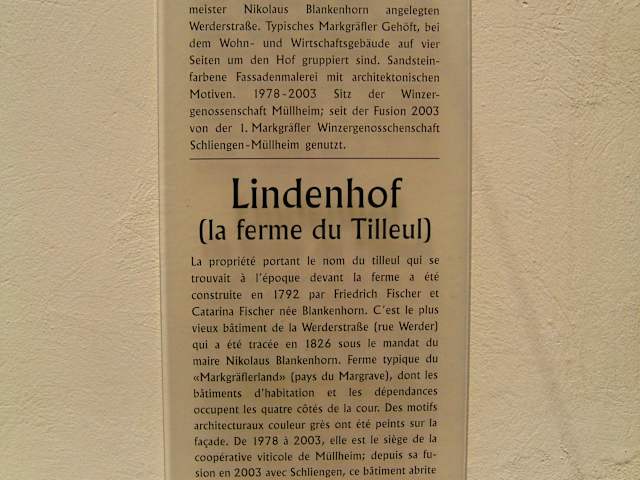 meister Nikolaus Blankenhorn angelegten
Werderstraße. Typisches Markgräfler Gehöft, bei
dem Wohn- und Wirtschaftsgebäude auf vier
Seiten um den Hof gruppiert sind. Sandstein-
farbene Fassadenmalerei mit architektonischen
Motiven. 1978-2003 Sitz der Winzer-
genossenschaft Müllheim; seit der Fusion 2003
von der 1. Markgräfler Winzergenosschenschaft
Schliengen-Müllheim genutzt.
Lindenhof
(la ferme du Tilleul)
La propriété portant le nom du tilleul qui se
trouvait à l'époque devant la ferme a été
construite en 1792 par Friedrich Fischer et
Catarina Fischer née Blankenhorn. C'est le plus
vieux bâtiment de la Werderstraße (rue Werder)
qui a été tracée en 1826 sous le mandat du
maire Nikolaus Blankenhorn. Ferme typique du
«Markgräflerland» (pays du Margrave), dont les
bâtiments d'habitation et les dépendances
occupent les quatre côtés de la cour. Des motifs
architecturaux couleur grès ont été peints sur la
façade. De 1978 à 2003, elle est le siège de la
coopérative viticole de Müllheim; depuis sa fu-
sion en 2003 avec Schliengen, ce bâtiment abrite